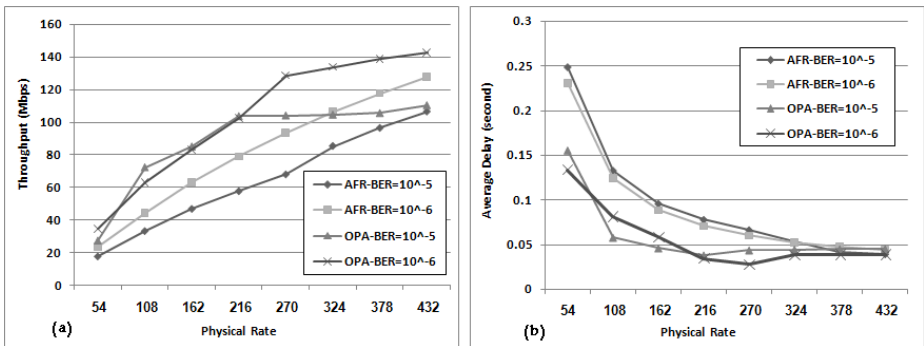 Throughput (Mbps)
160
140
120
100
80
60
40
20
0
AFR-BER=10^-5
AFR-BER=10^-6
OPA-BER=10^-5
OPA-BER=10^-6
54 108 162 216 270 324 378 432
Physical Rate
(a)
Average Delay (second)
0.3
0.25
0.2
0.15
0.1
0.05
0
AFR-BER=10^-5
AFR-BER=10^-6
OPA-BER=10^-5
OPA-BER=10^-6
54 108 162 216 270 324 378 432
Physical Rate
(b)